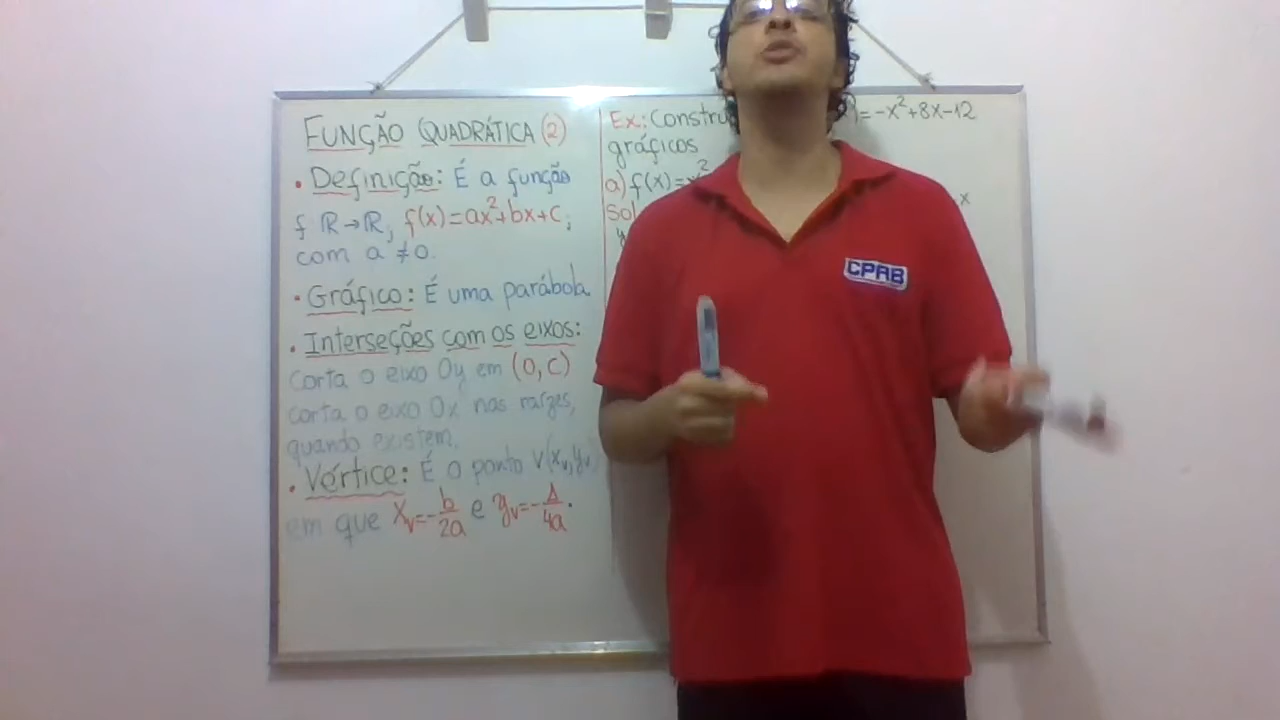 FUNÇÃO QUADRÁTICA (2)
• Definição: É a função
f R→R, f(x)=ax²+bx+c,
com a ≠ 0.
• Gráfico: É uma parábola
• Interseções com os eixos:
corta o eixo Oy em (0, c)
corta o eixo Ox nas raízes,
quando existem.
• Vértice: É o ponto V(xv, yv)
em que xv=-b/2a e yv=-Δ/4a.
Ex.: Constru
gráficos
a) f(x)=x²
Sol
y
)=-x²+8x-12
x
CPAB